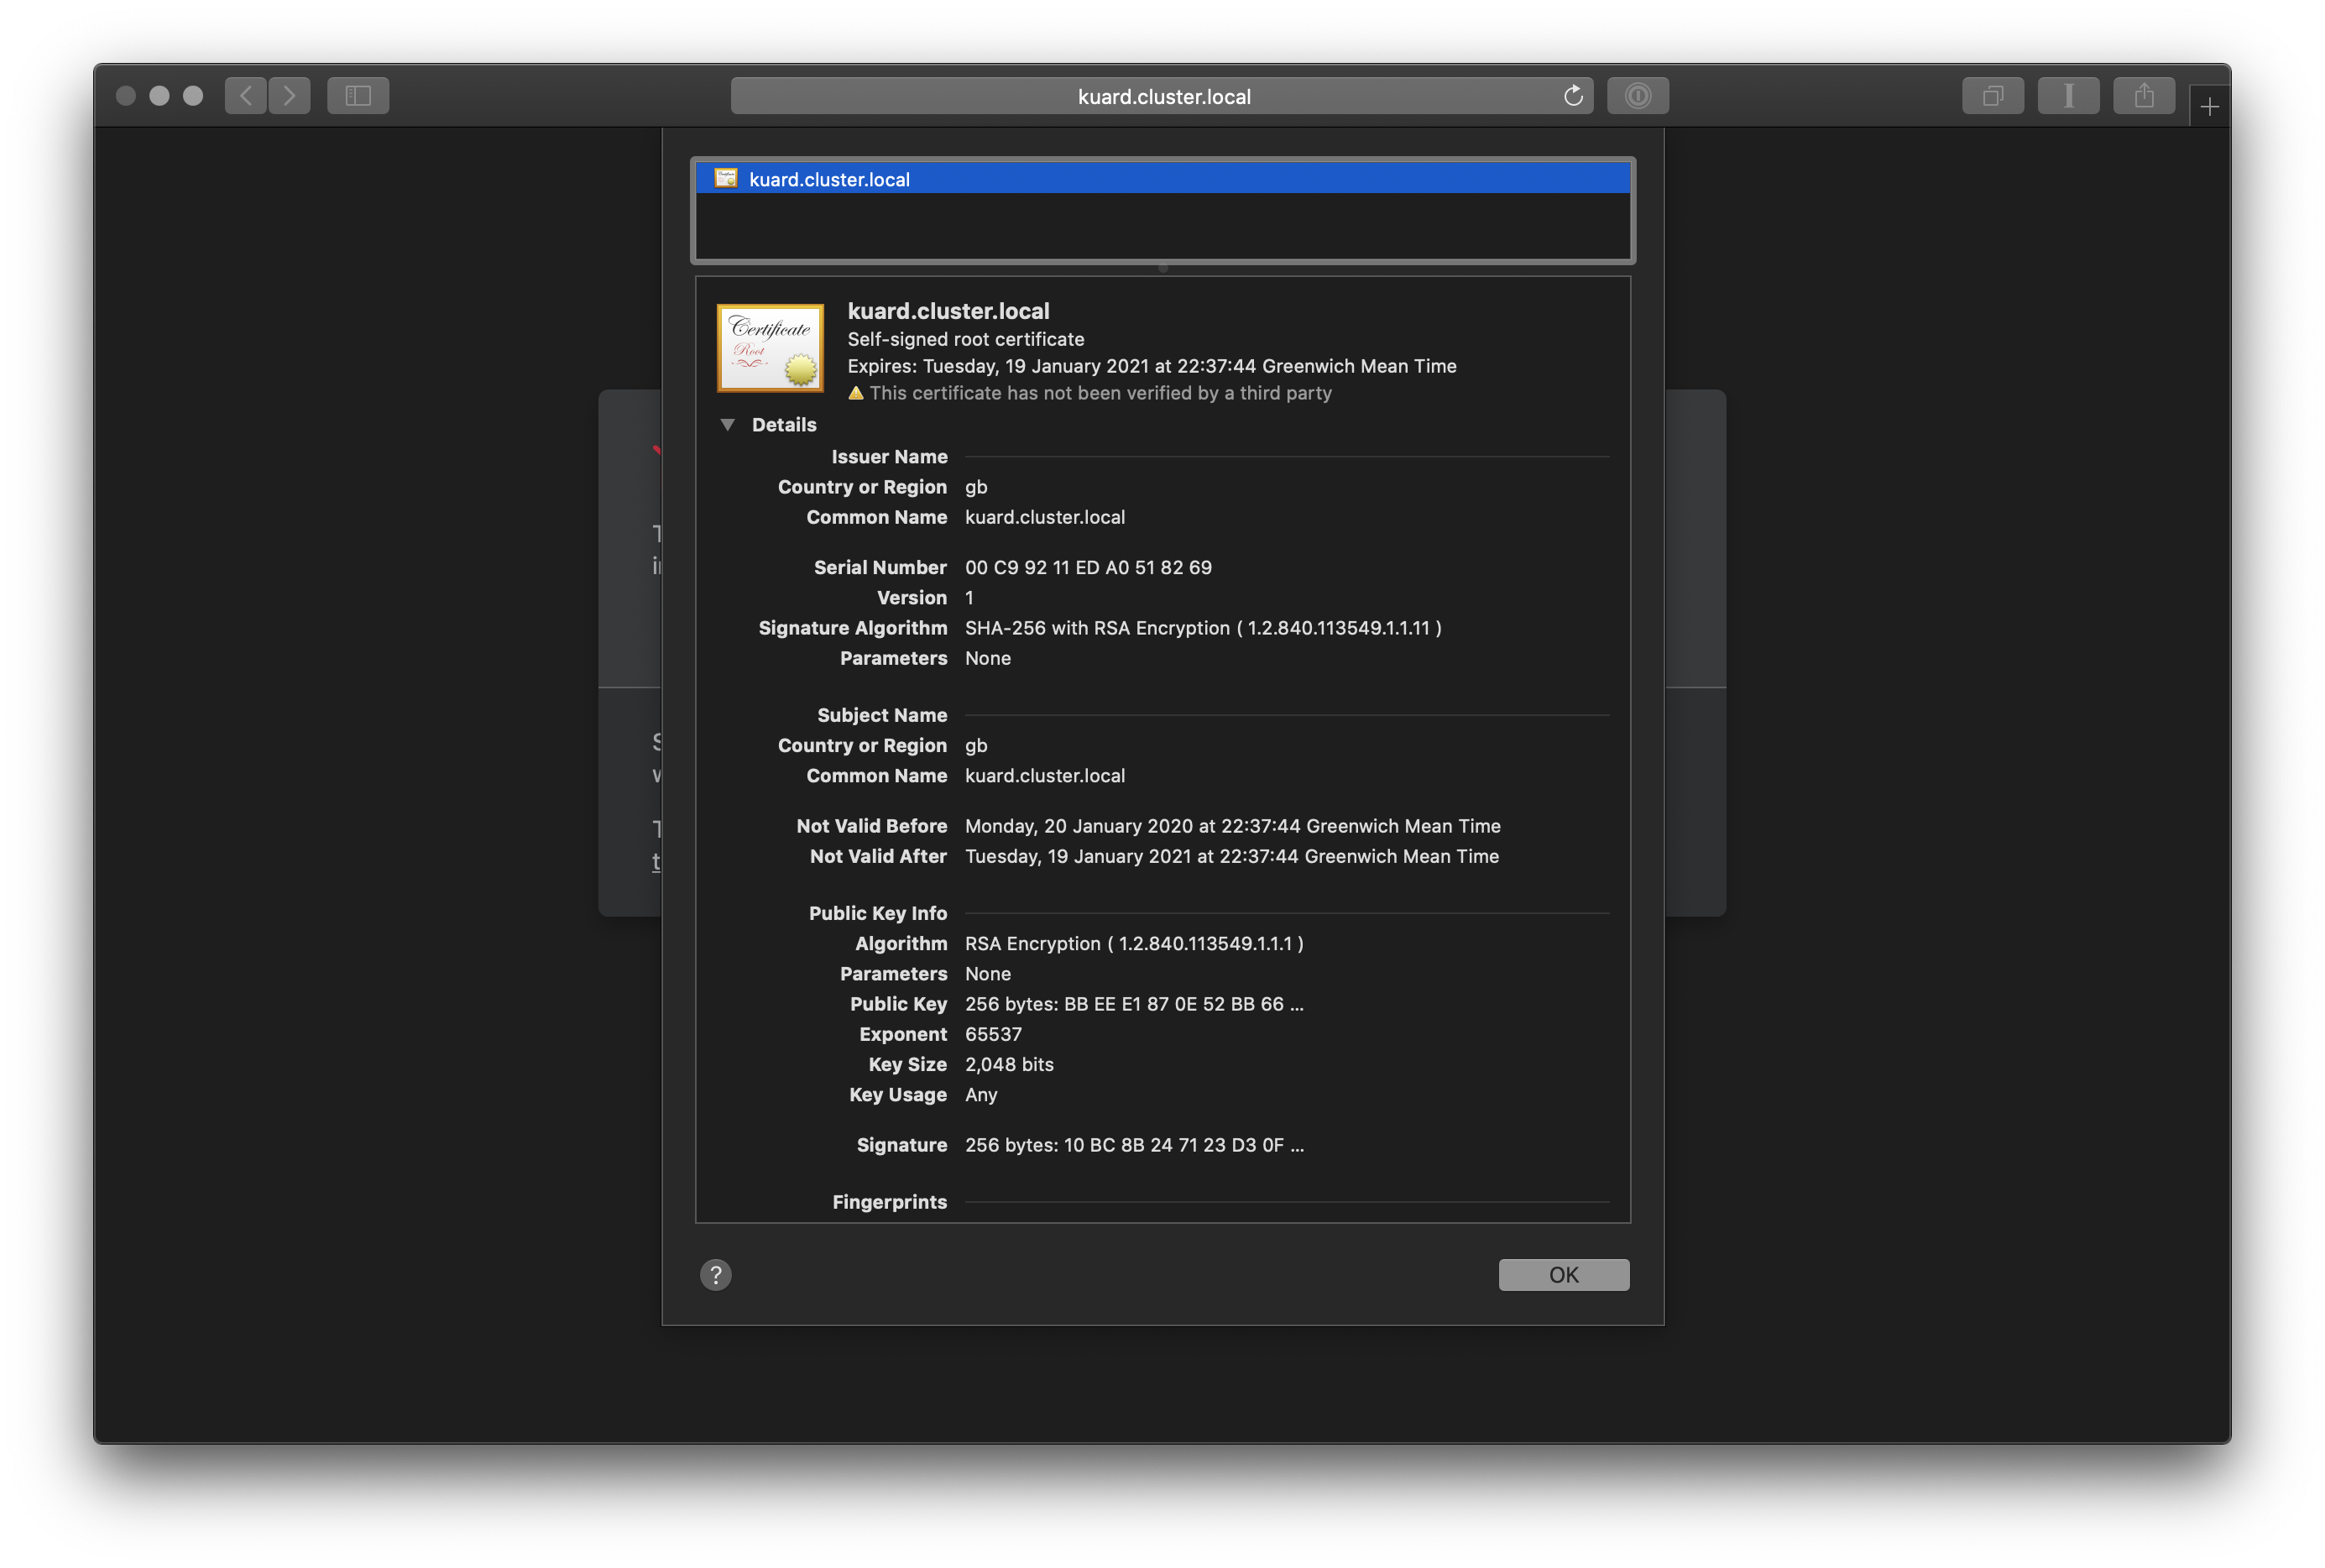 kuard.cluster.local
kuard.cluster.local
Certificate
Root
kuard.cluster.local
Self-signed root certificate
Expires: Tuesday, 19 January 2021 at 22:37:44 Greenwich Mean Time
This certificate has not been verified by a third party
Details
Issuer Name
Country or Region gb
Common Name kuard.cluster.local
Serial Number 00 C9 92 11 ED A0 51 82 69
Version 1
Signature Algorithm SHA-256 with RSA Encryption ( 1.2.840.113549.1.1.11 )
Parameters None
Subject Name
Country or Region gb
Common Name kuard.cluster.local
Not Valid Before Monday, 20 January 2020 at 22:37:44 Greenwich Mean Time
Not Valid After Tuesday, 19 January 2021 at 22:37:44 Greenwich Mean Time
Public Key Info
Algorithm RSA Encryption ( 1.2.840.113549.1.1.1 )
Parameters None
Public Key 256 bytes: BB EE E1 87 0E 52 BB 66 ...
Exponent 65537
Key Size 2,048 bits
Key Usage Any
Signature 256 bytes: 10 BC 8B 24 71 23 D3 0F ...
Fingerprints
? OK